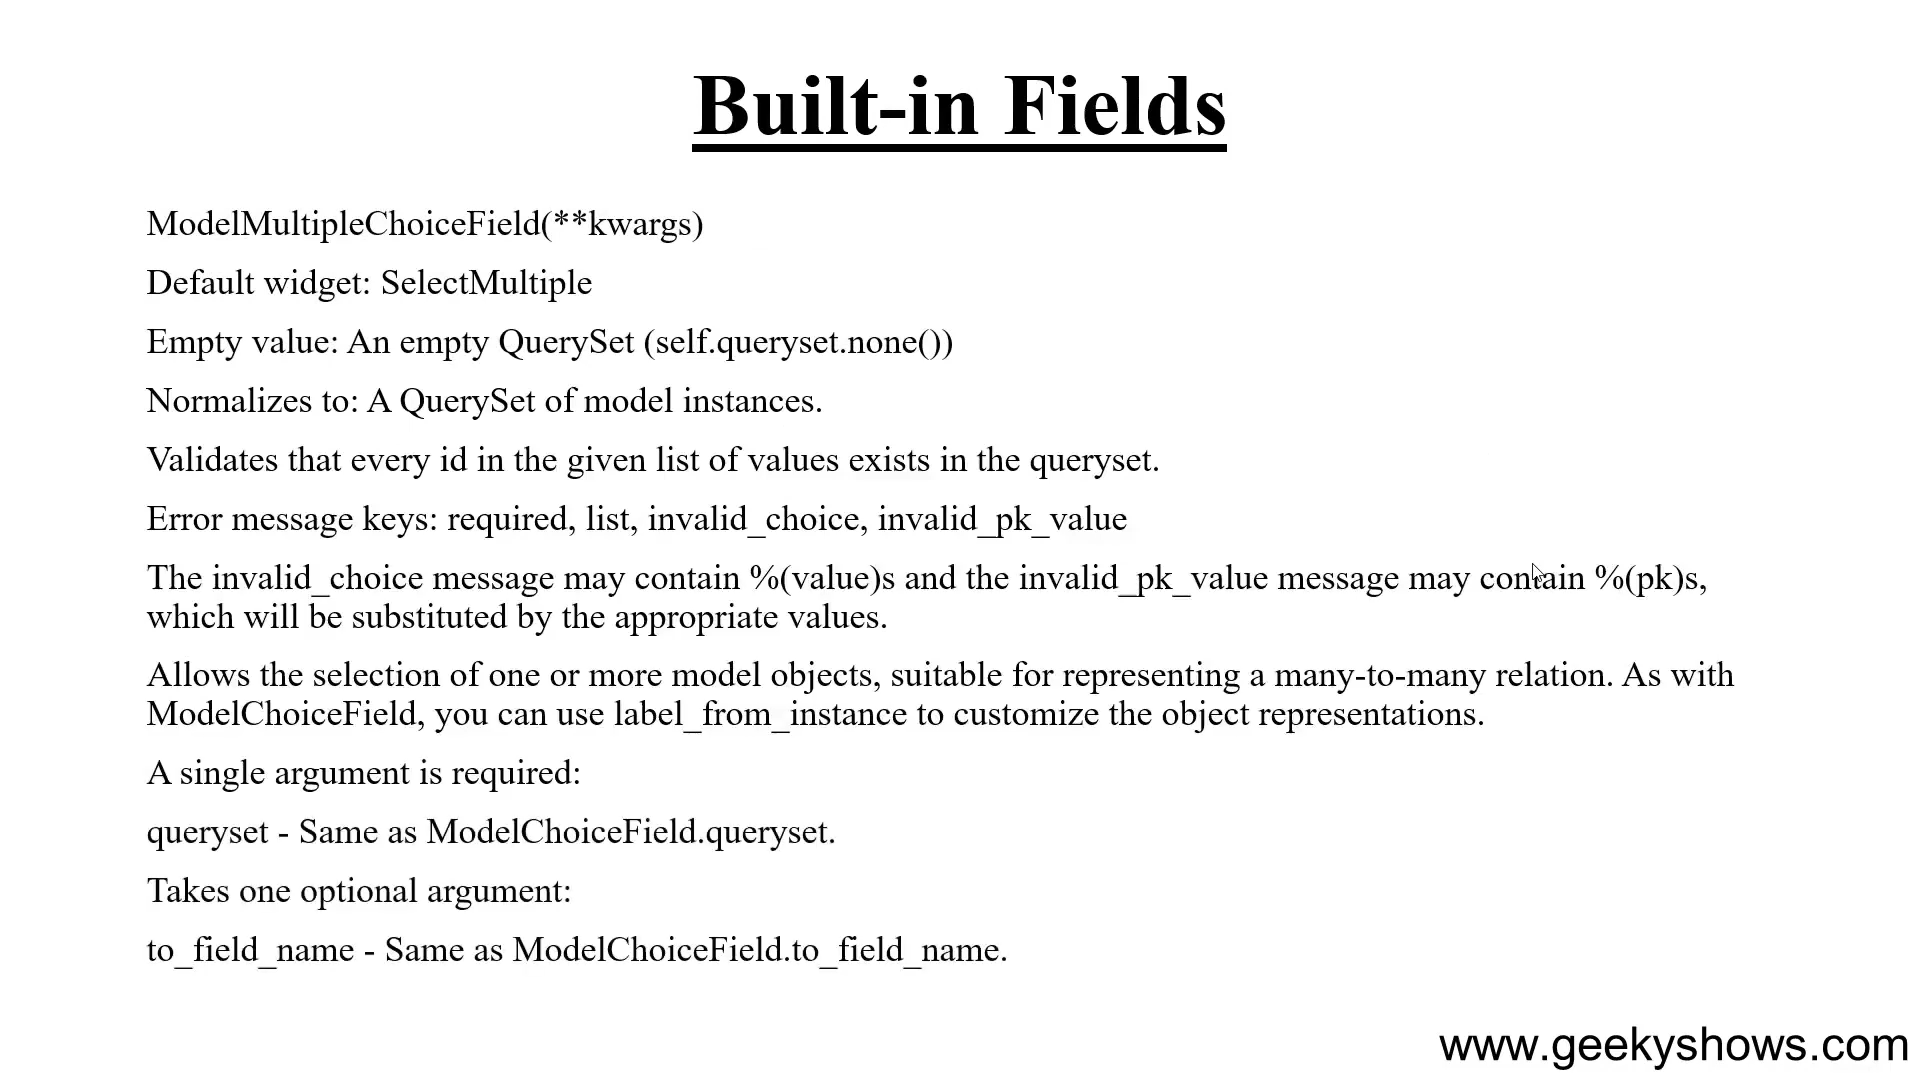 Built-in Fields
ModelMultipleChoiceField(**kwargs)
Default widget: SelectMultiple
Empty value: An empty QuerySet (self.queryset.none())
Normalizes to: A QuerySet of model instances.
Validates that every id in the given list of values exists in the queryset.
Error message keys: required, list, invalid_choice, invalid_pk_value
The invalid_choice message may contain %(value)s and the invalid_pk_value message may contain %(pk)s,
which will be substituted by the appropriate values.
Allows the selection of one or more model objects, suitable for representing a many-to-many relation. As with
ModelChoiceField, you can use label_from_instance to customize the object representations.
A single argument is required:
queryset - Same as ModelChoiceField.queryset.
Takes one optional argument:
to_field_name - Same as ModelChoiceField.to_field_name.
www.geekyshows.com